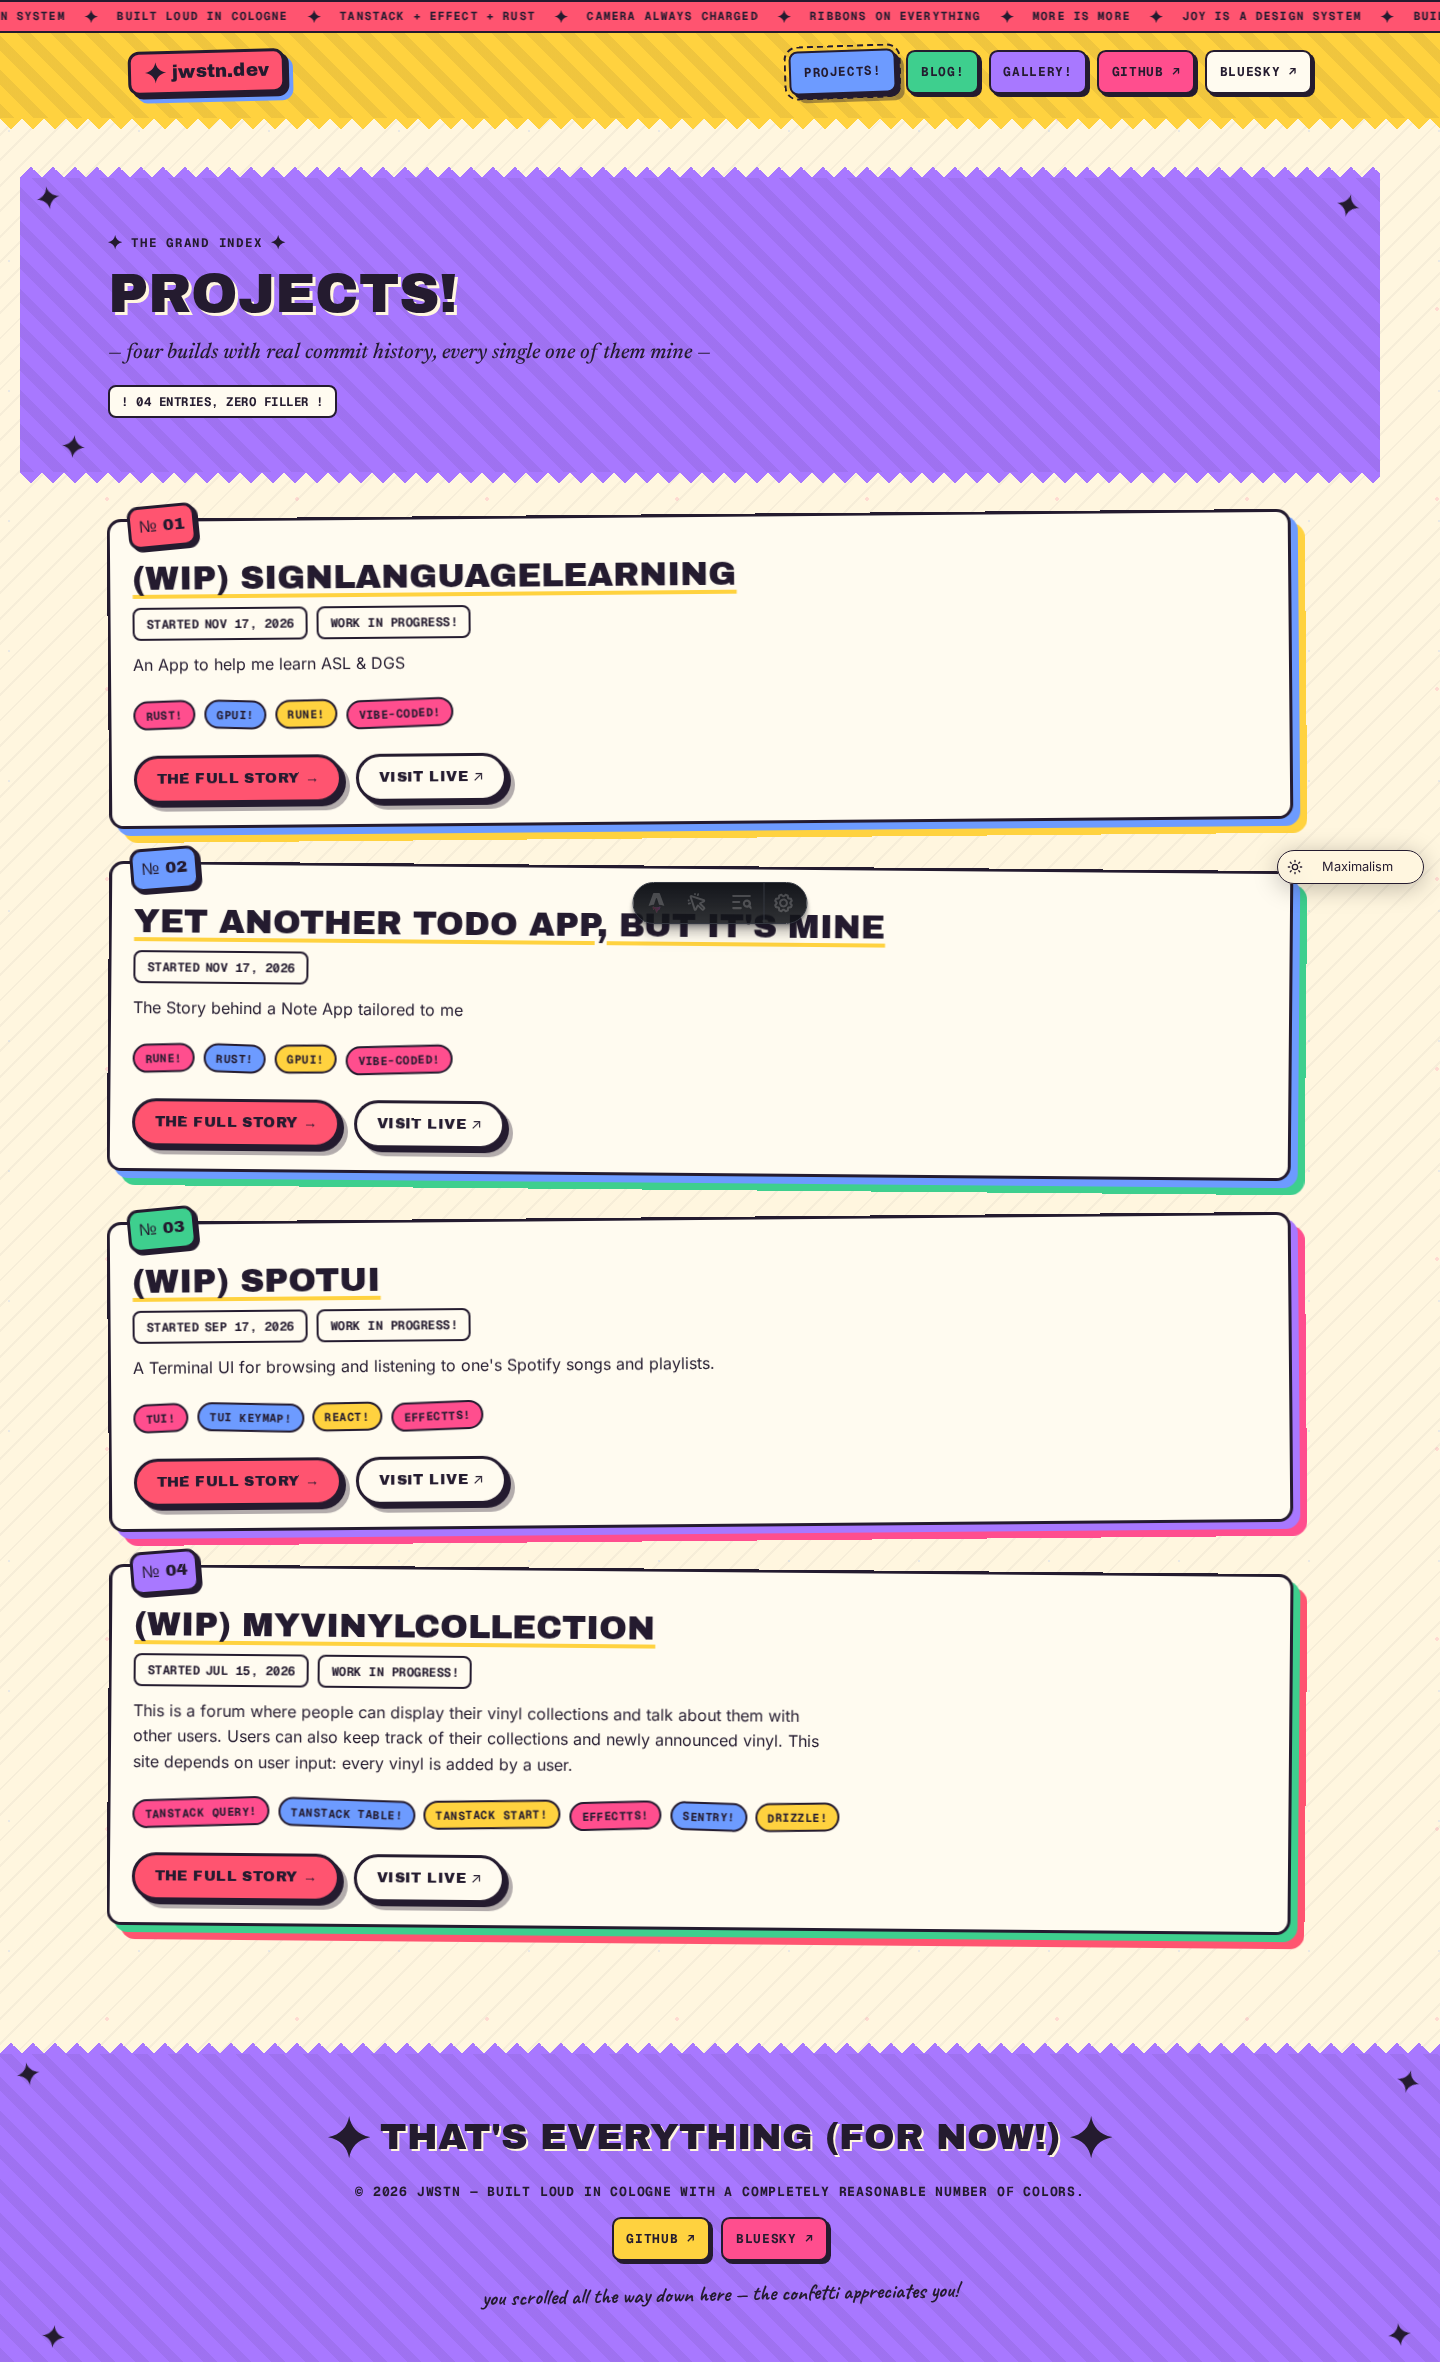 N SYSTEM ✦ BUILT LOUD IN COLOGNE ✦ TANSTACK + EFFECT + RUST ✦ CAMERA ALWAYS CHARGED ✦ RIBBONS ON EVERYTHING ✦ MORE IS MORE ✦ JOY IS A DESIGN SYSTEM ✦ BUI
✦ jwstn.dev
PROJECTS! BLOG! GALLERY! GITHUB ↗ BLUESKY ↗
✦ THE GRAND INDEX ✦
PROJECTS!
— four builds with real commit history, every single one of them mine —
! 04 ENTRIES, ZERO FILLER !
№ 01
(WIP) SIGNLANGUAGELEARNING
STARTED NOV 17, 2026 WORK IN PROGRESS!
An App to help me learn ASL & DGS
RUST! GPUI! RUNE! VIBE-CODED!
THE FULL STORY → VISIT LIVE ↗
Maximalism
№ 02
YET ANOTHER TODO APP, BUT IT'S MINE
STARTED NOV 17, 2026
The Story behind a Note App tailored to me
RUNE! RUST! GPUI! VIBE-CODED!
THE FULL STORY → VISIT LIVE ↗
№ 03
(WIP) SPOTUI
STARTED SEP 17, 2026 WORK IN PROGRESS!
A Terminal UI for browsing and listening to one's Spotify songs and playlists.
TUI! TUI KEYMAP! REACT! EFFECTTS!
THE FULL STORY → VISIT LIVE ↗
№ 04
(WIP) MYVINYLCOLLECTION
STARTED JUL 15, 2026 WORK IN PROGRESS!
This is a forum where people can display their vinyl collections and talk about them with
other users. Users can also keep track of their collections and newly announced vinyl. This
site depends on user input: every vinyl is added by a user.
TANSTACK QUERY! TANSTACK TABLE! TANSTACK START! EFFECTTS! SENTRY! DRIZZLE!
THE FULL STORY → VISIT LIVE ↗
✦ THAT'S EVERYTHING (FOR NOW!) ✦
© 2026 JWSTN — BUILT LOUD IN COLOGNE WITH A COMPLETELY REASONABLE NUMBER OF COLORS.
GITHUB ↗ BLUESKY ↗
you scrolled all the way down here — the confetti appreciates you!